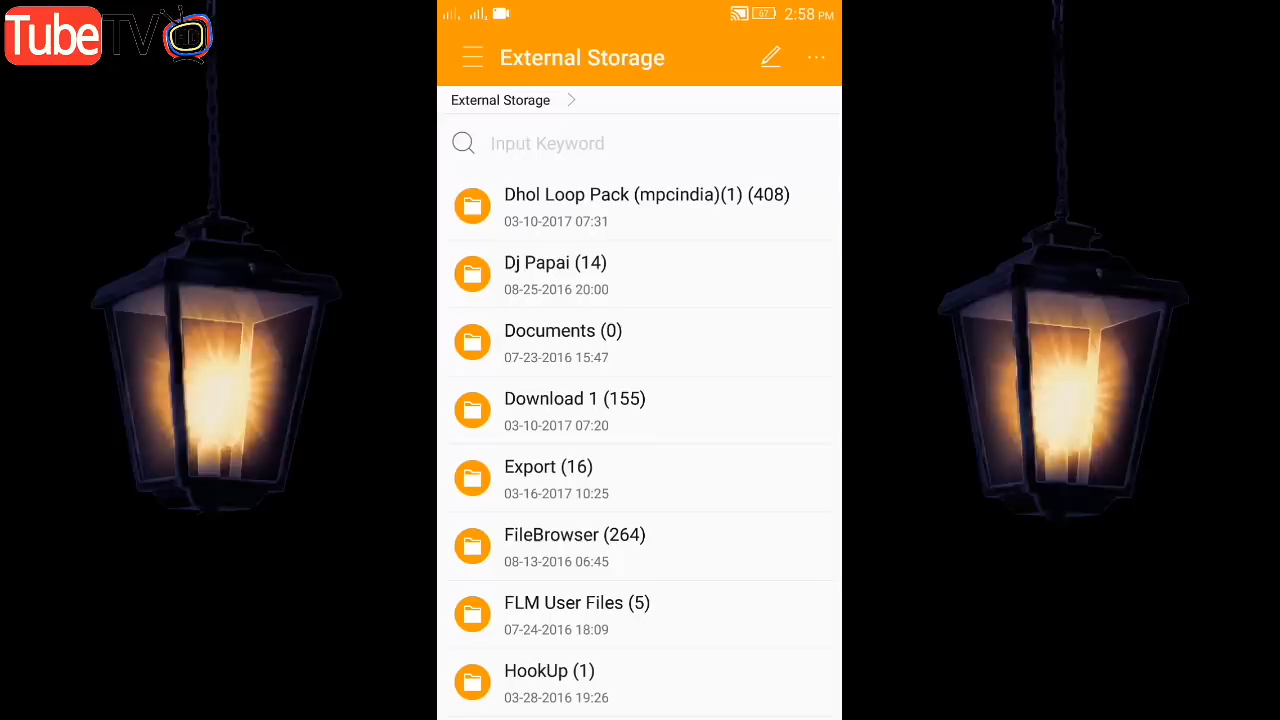 TubeTV
67 2:58 PM
External Storage
External Storage
Input Keyword
Dhol Loop Pack (mpcindia)(1) (408)
03-10-2017 07:31
Dj Papai (14)
08-25-2016 20:00
Documents (0)
07-23-2016 15:47
Download 1 (155)
03-10-2017 07:20
Export (16)
03-16-2017 10:25
FileBrowser (264)
08-13-2016 06:45
FLM User Files (5)
07-24-2016 18:09
HookUp (1)
03-28-2016 19:26